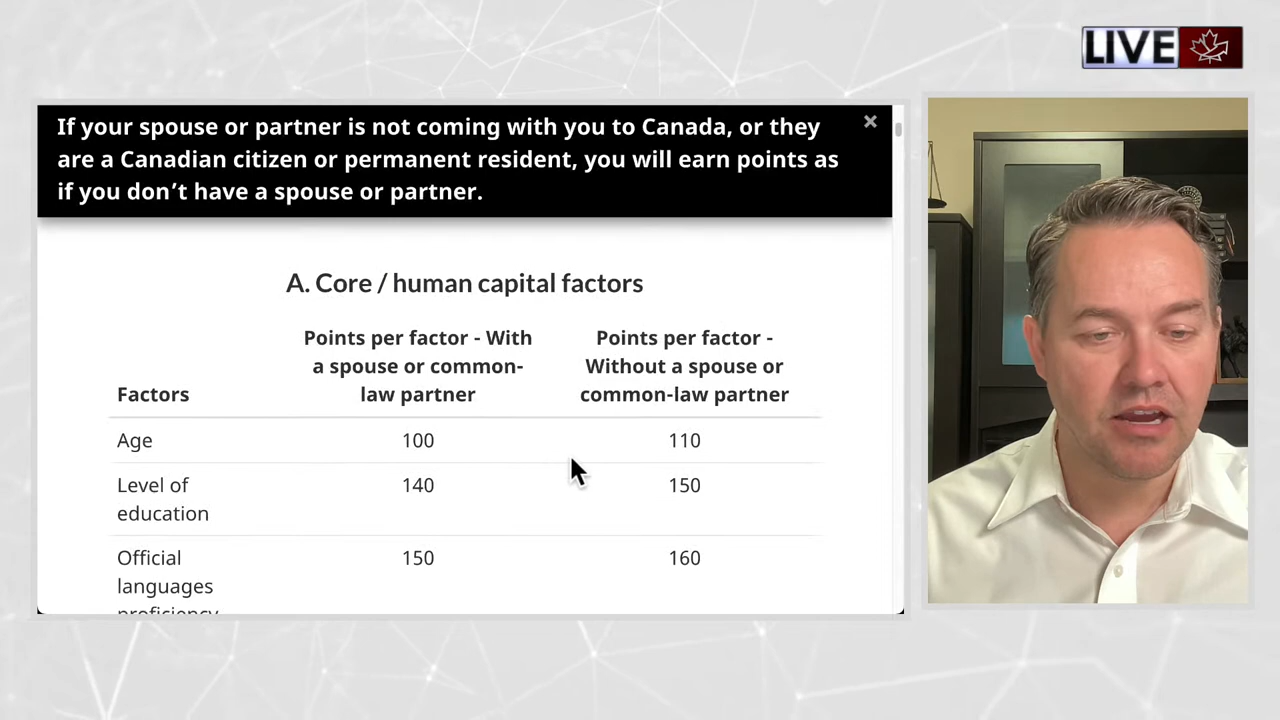 LIVE
If your spouse or partner is not coming with you to Canada, or they
are a Canadian citizen or permanent resident, you will earn points as
if you don’t have a spouse or partner.
×
A. Core / human capital factors
Factors
Points per factor - With
a spouse or common-
law partner
Points per factor -
Without a spouse or
common-law partner
Age 100 110
Level of
education 140 150
Official
languages
proficiency 150 160